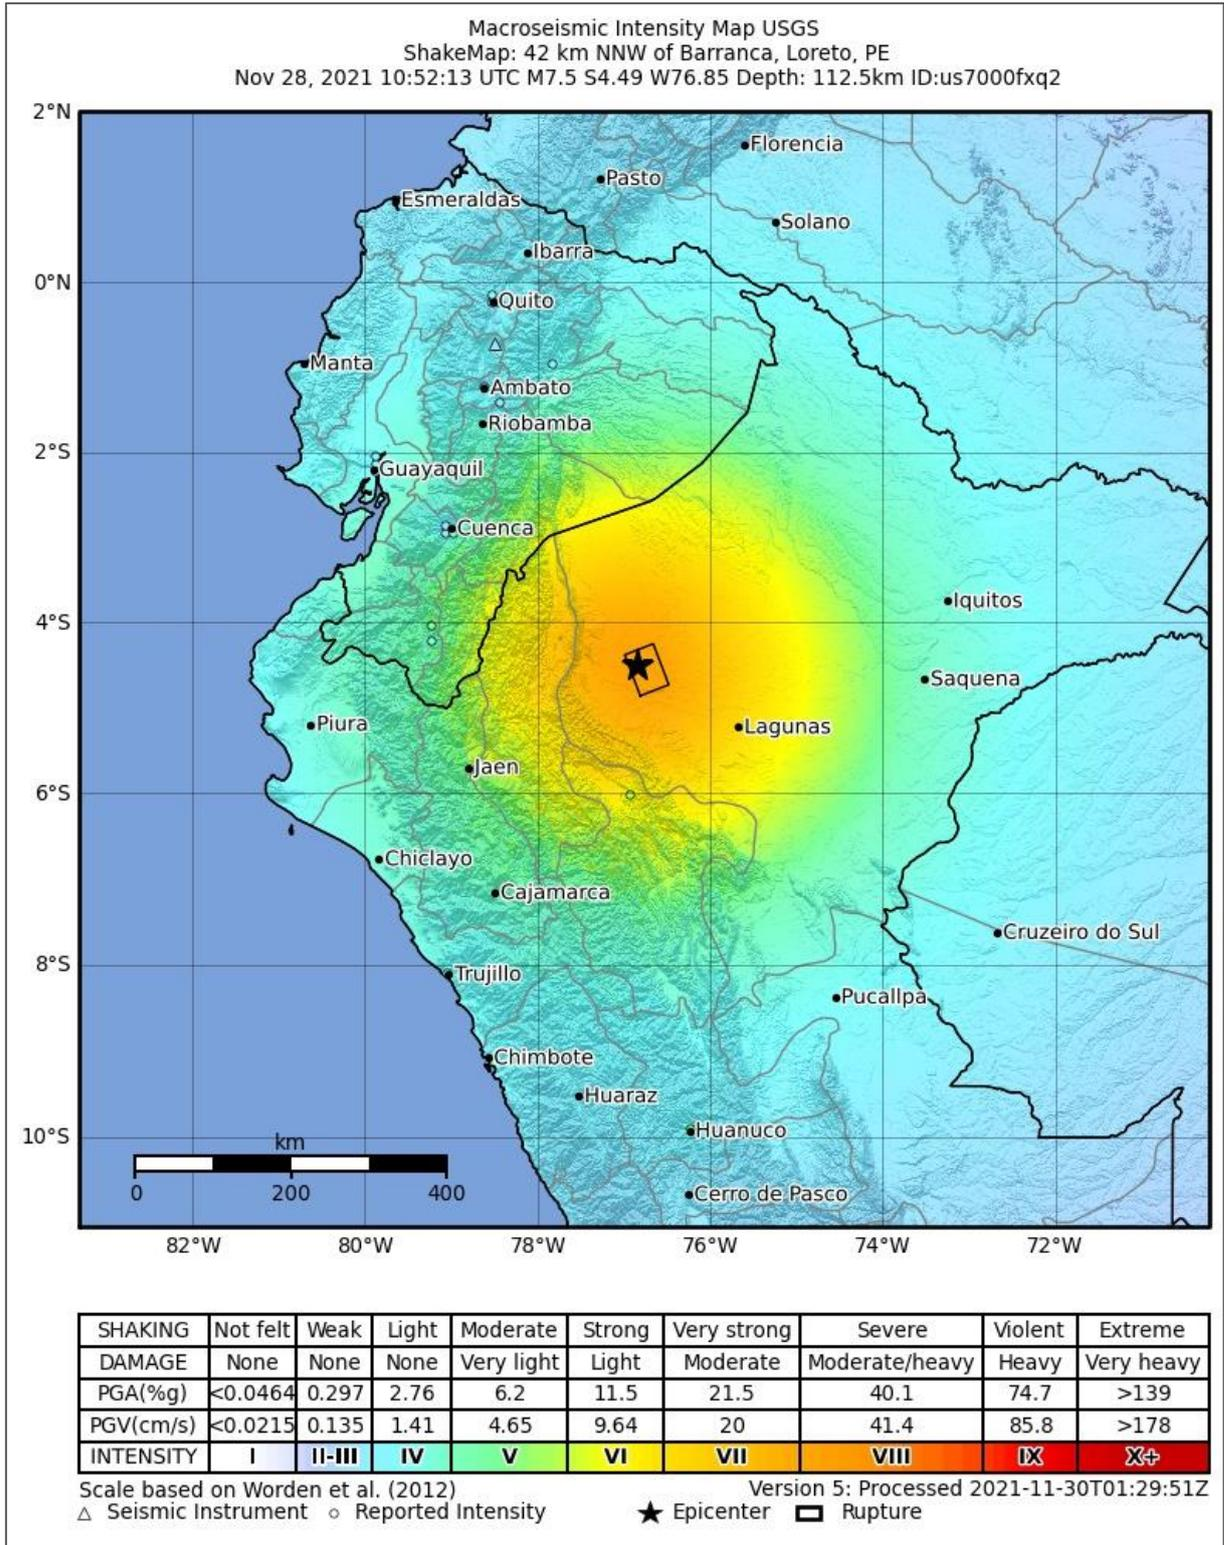 Macroseismic Intensity Map USGS
ShakeMap: 42 km NNW of Barranca, Loreto, PE
Nov 28, 2021 10:52:13 UTC M7.5 S4.49 W76.85 Depth: 112.5km ID:us7000fxq2
2°N
Florencia
Pasto
Esmeraldas
Solano
Ibarra
0°N
Quito
Manta
Ambato
Riobamba
2°S
Guayaquil
Cuenca
Iquitos
4°S
Saquena
Piura
Lagunas
Jaen
6°S
Chiclayo
Cajamarca
Cruzeiro do Sul
8°S
Trujillo
Pucallpa
Chimbote
Huaraz
Huanuco
10°S
km
0 200 400
Cerro de Pasco
82°W 80°W 78°W 76°W 74°W 72°W
SHAKING Not felt Weak Light Moderate Strong Very strong Severe Violent Extreme
DAMAGE None None None Very light Light Moderate Moderate/heavy Heavy Very heavy
PGA(%g) <0.0464 0.297 2.76 6.2 11.5 21.5 40.1 74.7 >139
PGV(cm/s) <0.0215 0.135 1.41 4.65 9.64 20 41.4 85.8 >178
INTENSITY I II-III IV V VI VII VIII IX X+
Scale based on Worden et al. (2012) Version 5: Processed 2021-11-30T01:29:51Z
Seismic Instrument Reported Intensity Epicenter Rupture